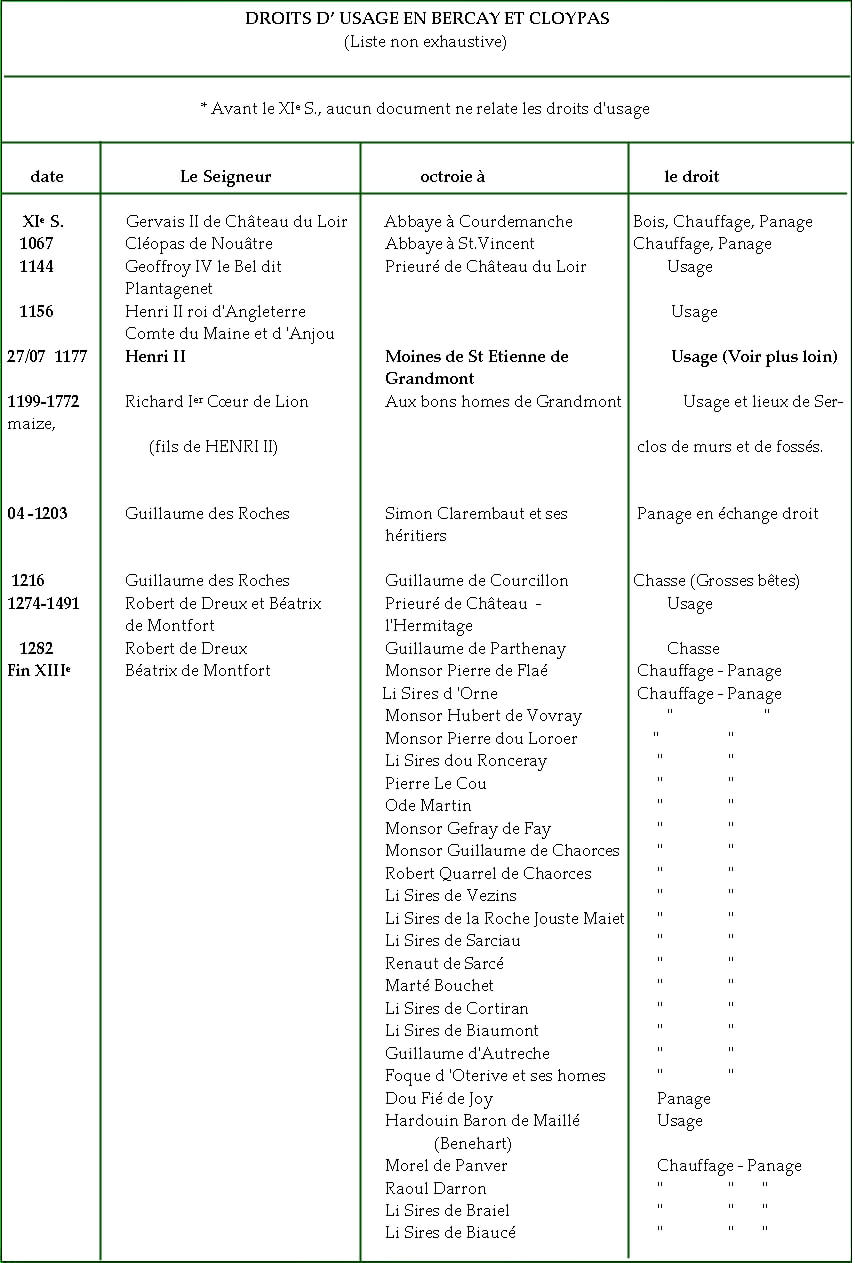 DROITS D' USAGE EN BERCAY ET CLOYPAS
(Liste non exhaustive)
* Avant le XIe S., aucun document ne relate les droits d'usage
date Le Seigneur octroie à le droit
XIe S. Gervais II de Château du Loir Abbaye à Courdemanche Bois, Chauffage, Panage
1067 Cléopas de Nouâtre Abbaye à St.Vincent Chauffage, Panage
1144 Geoffroy IV le Bel dit Prieuré de Château du Loir Usage
Plantagenet
1156 Henri II roi d'Angleterre Usage
Comte du Maine et d 'Anjou
27/07 1177 Henri II Moines de St Etienne de Usage (Voir plus loin)
Grandmont
1199-1772 Richard Ier Cœur de Lion Aux bons homes de Grandmont Usage et lieux de Ser-
maize,
(fils de HENRI II) clos de murs et de fossés.
04 -1203 Guillaume des Roches Simon Clarembaut et ses Panage en échange droit
héritiers
1216 Guillaume des Roches Guillaume de Courcillon Chasse (Grosses bêtes)
1274-1491 Robert de Dreux et Béatrix Prieuré de Château - Usage
de Montfort l'Hermitage
1282 Robert de Dreux Guillaume de Parthenay Chasse
Fin XIIIe Béatrix de Montfort Monsor Pierre de Flaé Chauffage - Panage
Li Sires d 'Orne Chauffage - Panage
Monsor Hubert de Vovray " "
Monsor Pierre dou Loroer " "
Li Sires dou Ronceray " "
Pierre Le Cou " "
Ode Martin " "
Monsor Gefray de Fay " "
Monsor Guillaume de Chaorces " "
Robert Quarrel de Chaorces " "
Li Sires de Vezins " "
Li Sires de la Roche Jouste Maiet " "
Li Sires de Sarciau " "
Renaut de Sarcé " "
Marté Bouchet " "
Li Sires de Cortiran " "
Li Sires de Biaumont " "
Guillaume d'Autreche " "
Foque d 'Oterive et ses homes " "
Dou Fié de Joy Panage
Hardouin Baron de Maillé Usage
(Benehart)
Morel de Panver Chauffage - Panage
Raoul Darron " " "
Li Sires de Braiel " " "
Li Sires de Biaucé " " "